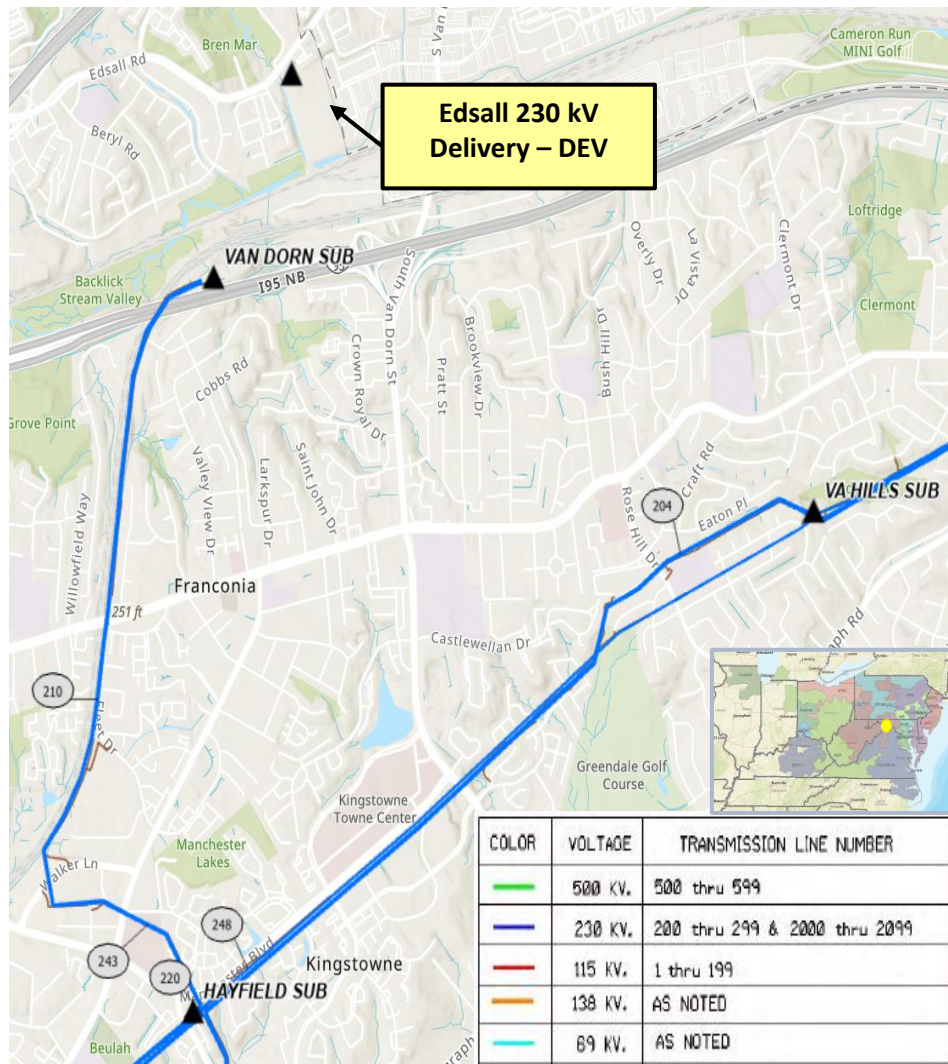 Bren Mar
Edsall Rd
Beryl Rd
S Van D
Cameron Run
MINI Golf
Edsall 230 kV
Delivery – DEV
VAN DORN SUB
I95 NB
Backlick
Stream Valley
Loftridge
Clermont Dr
La Vista Dr
Overly Dr
Clermont
South Van Dorn St
Bush Hill Dr
Brookview Dr
Pratt St
Crown Royal Dr
Cobbs Rd
Grove Point
Valley View Dr
Larkspur Dr
Saint John Dr
Willowfield Way
Craft Rd
Eaton Pl
Rose Hill Dr
204
VA HILLS SUB
Franconia
251 ft
Castlewellan Dr
raph Rd
210
Fleet Dr
Greendale Golf
Course
Kingstowne
Towne Center
Manchester
Lakes
Walker Ln
248
243
220
Kingstowne
HAYFIELD SUB
Beulah
graph R
COLOR VOLTAGE TRANSMISSION LINE NUMBER
500 KV. 500 thru 599
230 KV. 200 thru 299 & 2000 thru 2099
115 KV. 1 thru 199
138 KV. AS NOTED
69 KV. AS NOTED